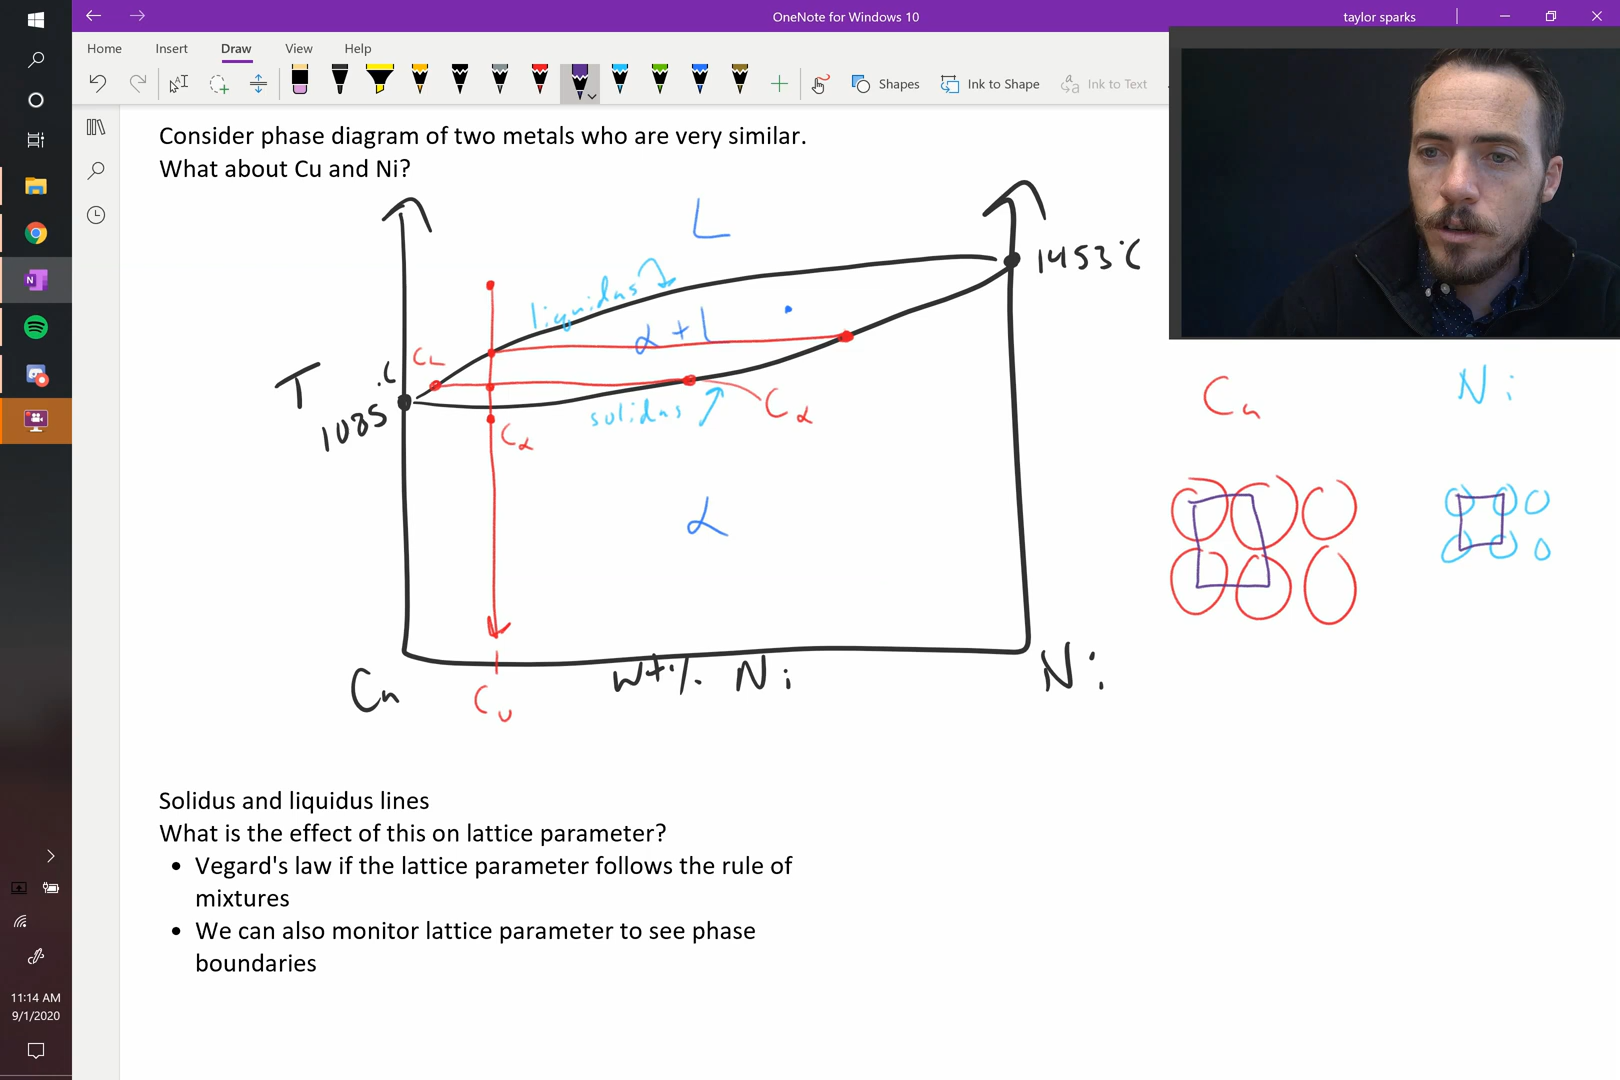 OneNote for Windows 10
taylor sparks
Home Insert Draw View Help
Shapes
Ink to Shape
Ink to Text
Consider phase diagram of two metals who are very similar.
What about Cu and Ni?
L
1453°C
liquidus
α + L
CL
T
1085 °C
solidus
Cα
Cα
α
Cu
Ni
Cu
wt% Ni
Ni
C0
Solidus and liquidus lines
What is the effect of this on lattice parameter?
• Vegard's law if the lattice parameter follows the rule of
mixtures
• We can also monitor lattice parameter to see phase
boundaries
11:14 AM
9/1/2020